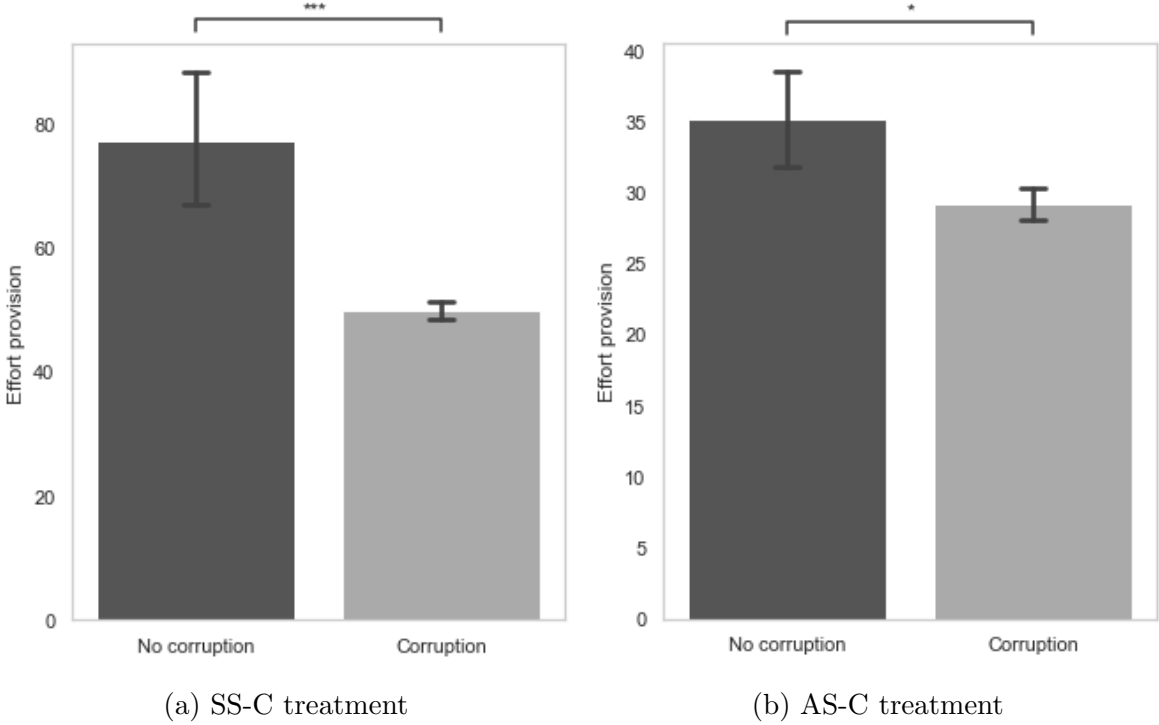 ***
80
60
40
20
0
Effort provision
No corruption
Corruption
(a) SS-C treatment
*
40
35
30
25
20
15
10
5
0
Effort provision
No corruption
Corruption
(b) AS-C treatment